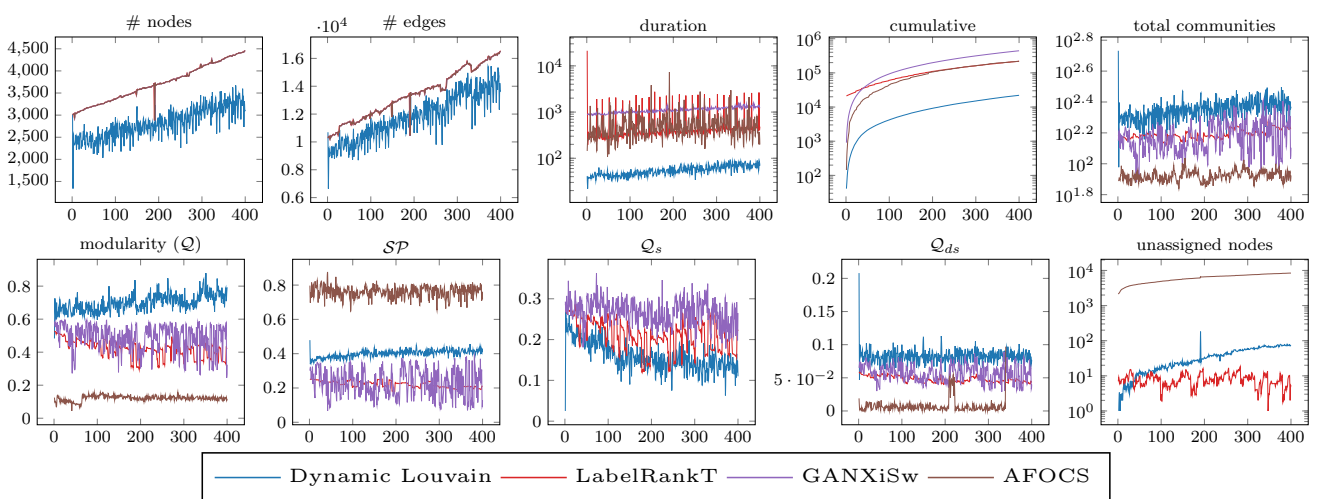 # nodes
4,500
4,000
3,500
3,000
2,500
2,000
1,500
0 100 200 300 400
# edges
·10⁴
1.6
1.4
1.2
1
0.8
0.6
0 100 200 300 400
duration
10⁴
10³
10²
0 100 200 300 400
cumulative
10⁶
10⁵
10⁴
10³
10²
0 100 200 300 400
total communities
10^2.8
10^2.6
10^2.4
10^2.2
10²
10^1.8
0 100 200 300 400
modularity (Q)
0.8
0.6
0.4
0.2
0
0 100 200 300 400
SP
0.8
0.6
0.4
0.2
0
0 100 200 300 400
Q_s
0.3
0.2
0.1
0
0 100 200 300 400
Q_ds
0.2
0.15
0.1
5 · 10⁻²
0
0 100 200 300 400
unassigned nodes
10⁴
10³
10²
10¹
10⁰
0 100 200 300 400
Dynamic Louvain LabelRankT GANXiSw AFOCS